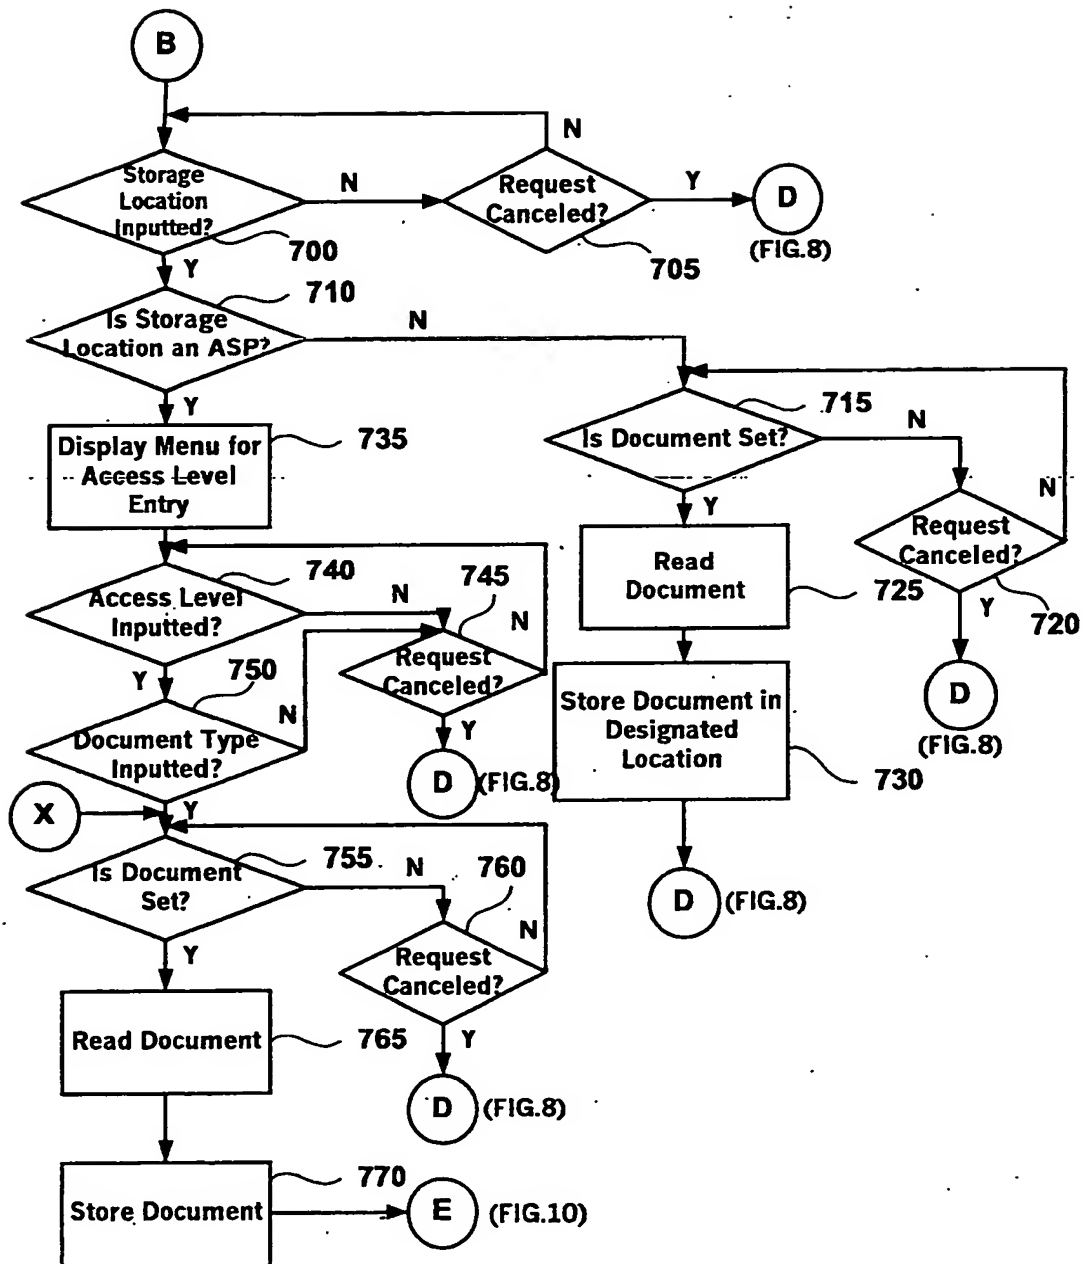 B
N
Storage
Location
Inputted?
N
Request
Canceled?
Y
D
(FIG.8)
700
705
Y
710
Is Storage
Location an ASP?
N
Y
715
Is Document Set?
N
735
Display Menu for
Access Level
Entry
N
Y
Request
Canceled?
740
745
Read
Document
725
Access Level
Inputted?
N
N
Y
720
Request
Canceled?
Y
750
N
D
(FIG.8)
Store Document in
Designated
Location
730
Document Type
Inputted?
Y
D
(FIG.8)
X
Y
755
Is Document
Set?
N
760
D
(FIG.8)
N
Request
Canceled?
Y
Read Document
765
Y
D
(FIG.8)
770
Store Document
E
(FIG.10)